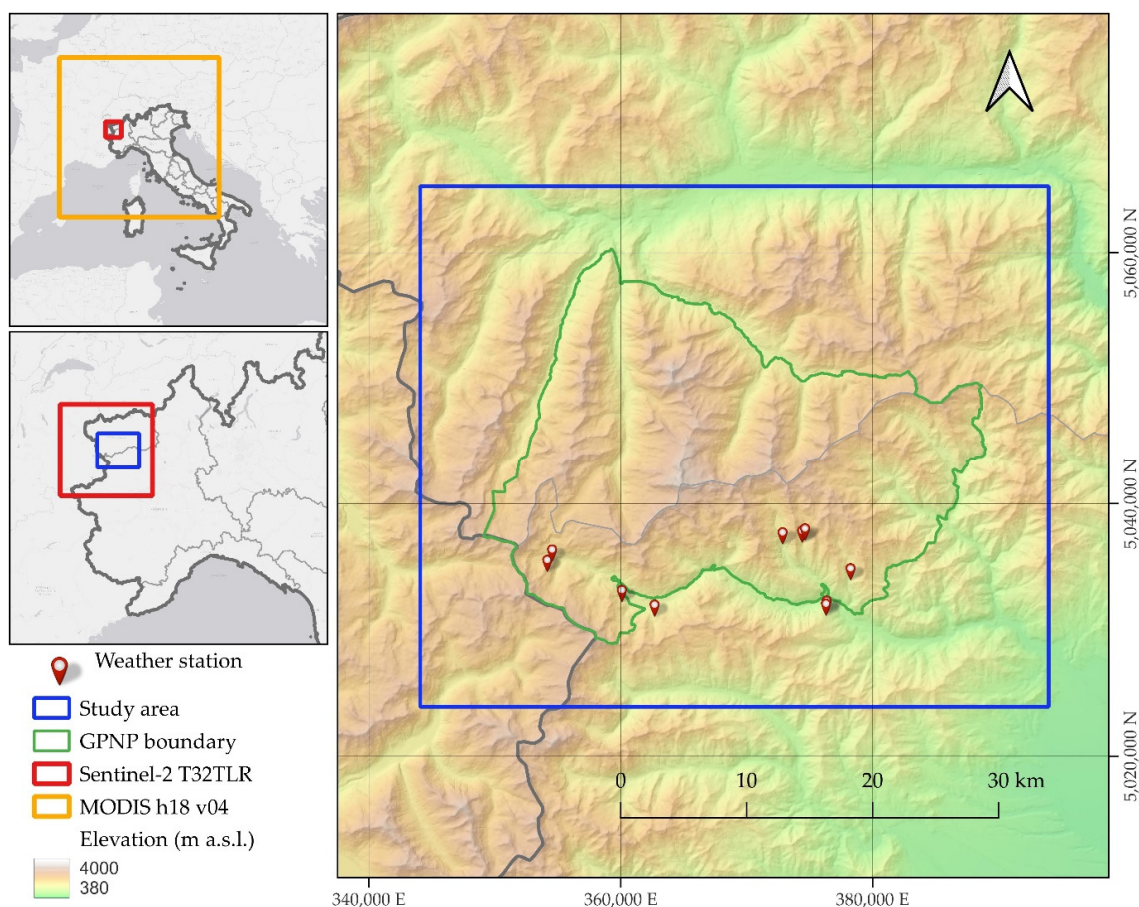 Weather station
Study area
GPNP boundary
Sentinel-2 T32TLR
MODIS h18 v04
Elevation (m a.s.l.)
4000
380
0
10
20
30 km
5,060,000 N
5,040,000 N
5,020,000 N
340,000 E
360,000 E
380,000 E